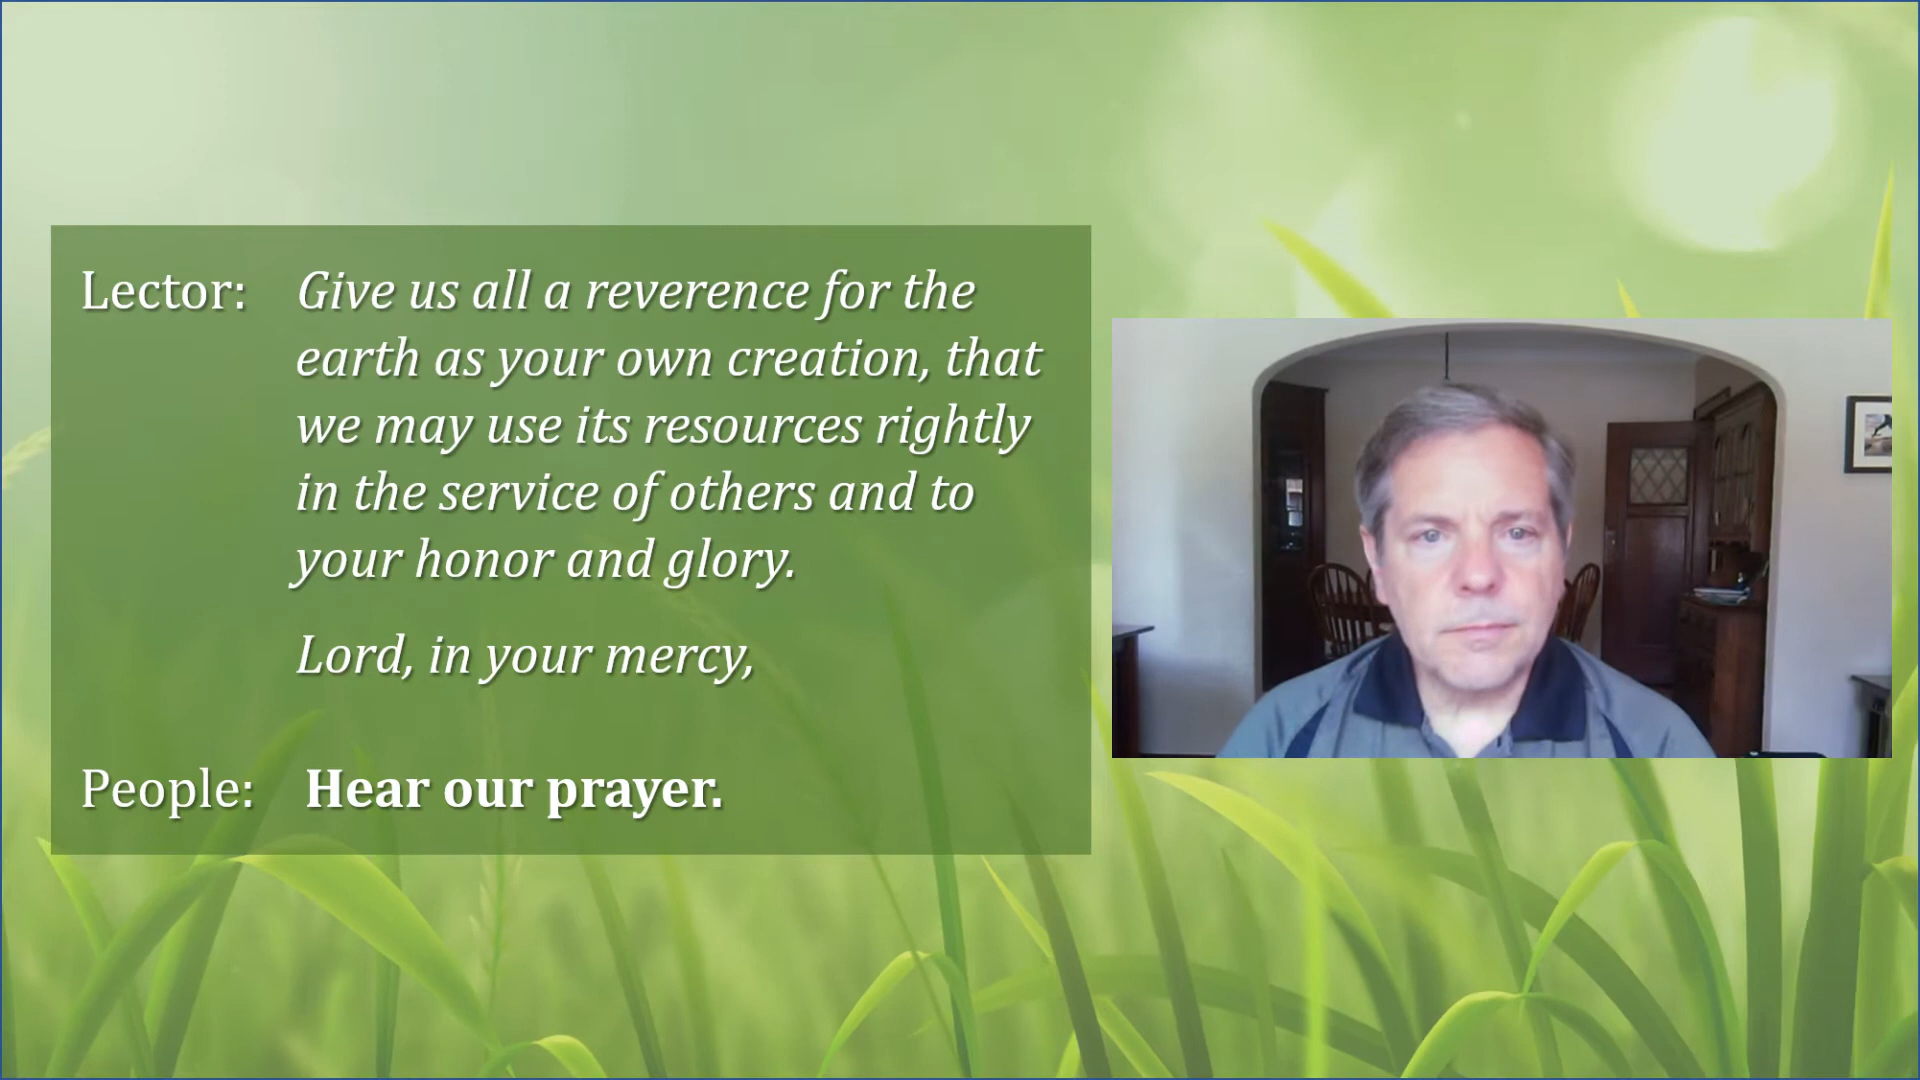 Lector: Give us all a reverence for the
earth as your own creation, that
we may use its resources rightly
in the service of others and to
your honor and glory.
Lord, in your mercy,
People: Hear our prayer.